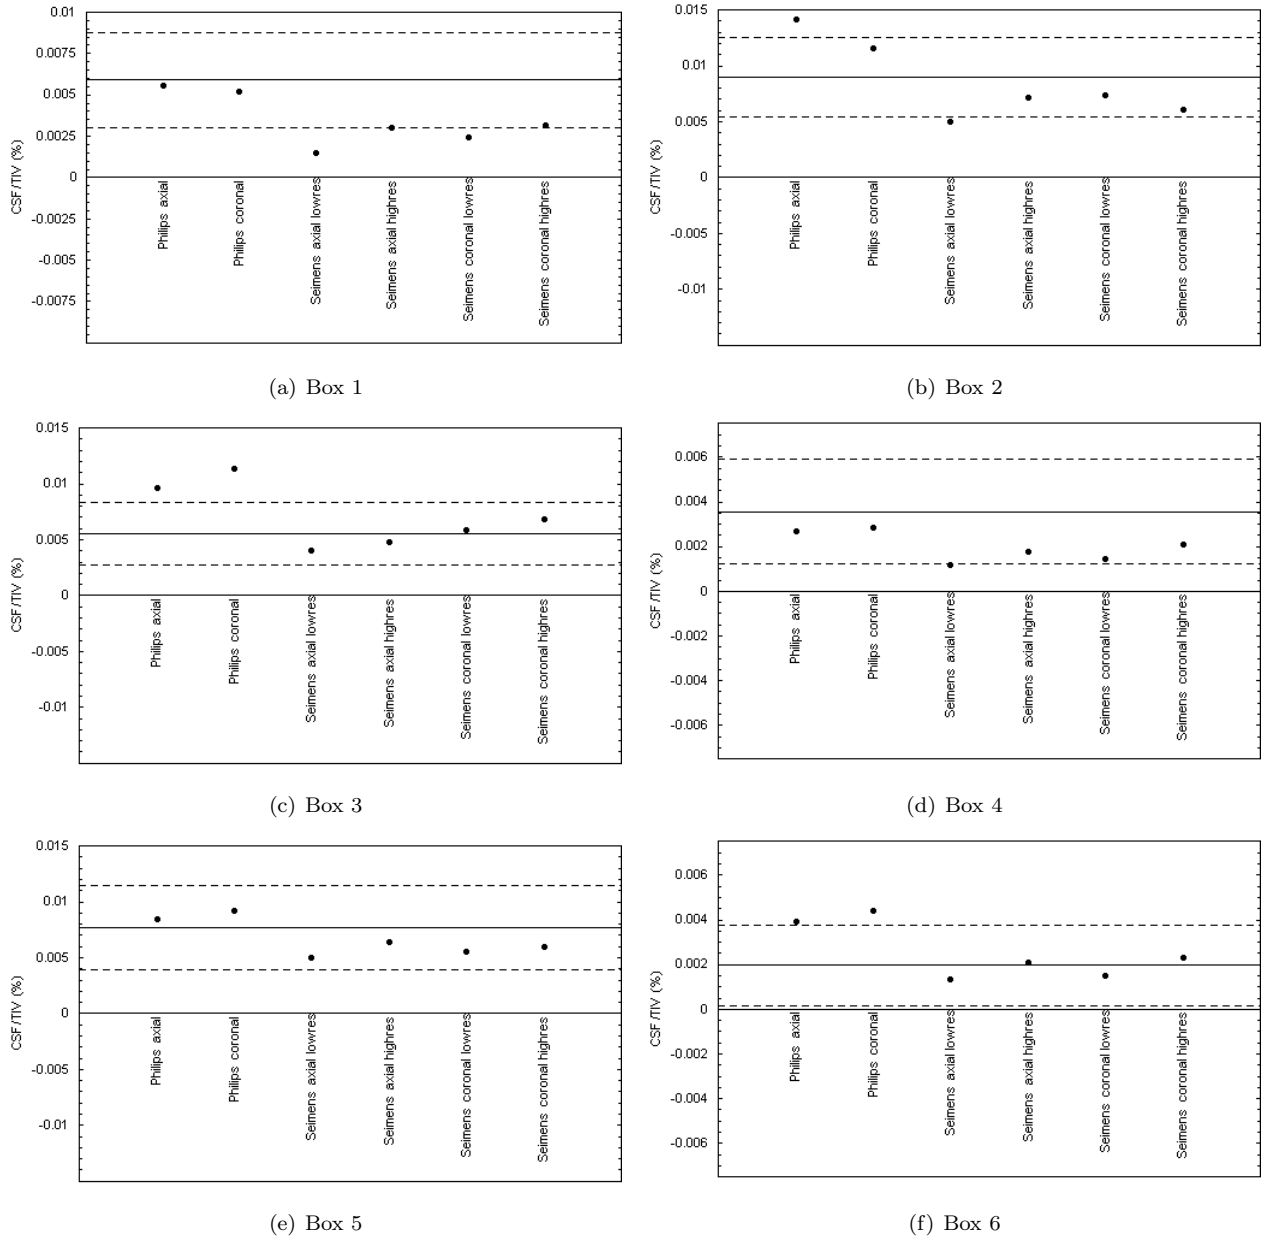 0.01
0.0075
0.005
0.0025
0
-0.0025
-0.005
-0.0075
CSF/TIV (%)
Philips axial
Philips coronal
Seimens axial lowres
Seimens axial highres
Seimens coronal lowres
Seimens coronal highres
(a) Box 1
0.015
0.01
0.005
0
-0.005
-0.01
CSF/TIV (%)
Philips axial
Philips coronal
Seimens axial lowres
Seimens axial highres
Seimens coronal lowres
Seimens coronal highres
(b) Box 2
0.015
0.01
0.005
0
-0.005
-0.01
CSF/TIV (%)
Philips axial
Philips coronal
Seimens axial lowres
Seimens axial highres
Seimens coronal lowres
Seimens coronal highres
(c) Box 3
0.006
0.004
0.002
0
-0.002
-0.004
-0.006
CSF/TIV (%)
Philips axial
Philips coronal
Seimens axial lowres
Seimens axial highres
Seimens coronal lowres
Seimens coronal highres
(d) Box 4
0.015
0.01
0.005
0
-0.005
-0.01
CSF/TIV (%)
Philips axial
Philips coronal
Seimens axial lowres
Seimens axial highres
Seimens coronal lowres
Seimens coronal highres
(e) Box 5
0.006
0.004
0.002
0
-0.002
-0.004
-0.006
CSF/TIV (%)
Philips axial
Philips coronal
Seimens axial lowres
Seimens axial highres
Seimens coronal lowres
Seimens coronal highres
(f) Box 6